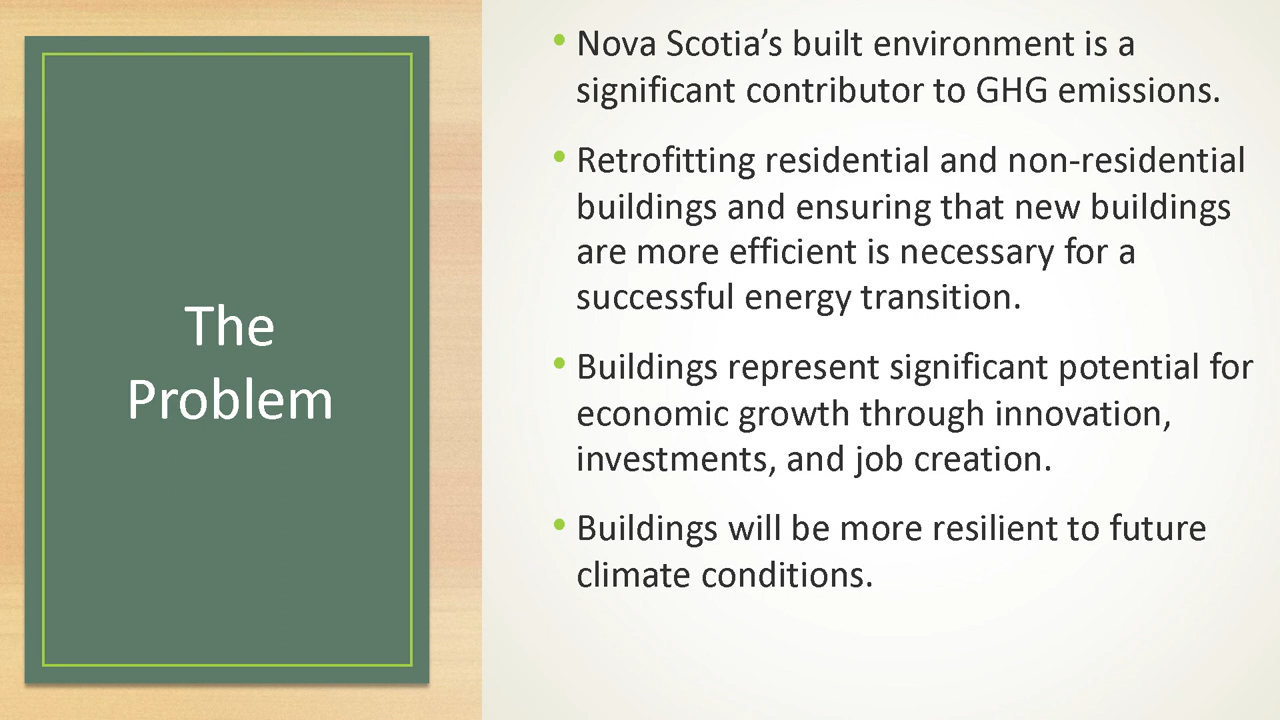 The
Problem
• Nova Scotia’s built environment is a
significant contributor to GHG emissions.
• Retrofitting residential and non-residential
buildings and ensuring that new buildings
are more efficient is necessary for a
successful energy transition.
• Buildings represent significant potential for
economic growth through innovation,
investments, and job creation.
• Buildings will be more resilient to future
climate conditions.